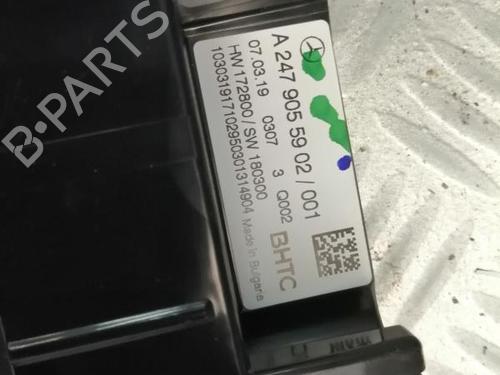 A 247 905 59 02 / 001
07.03.19 0307 3 Q002
HW 172800 / SW 180300
103031917102950301314904 Made in Bulgaria
BHTC
B-PARTS